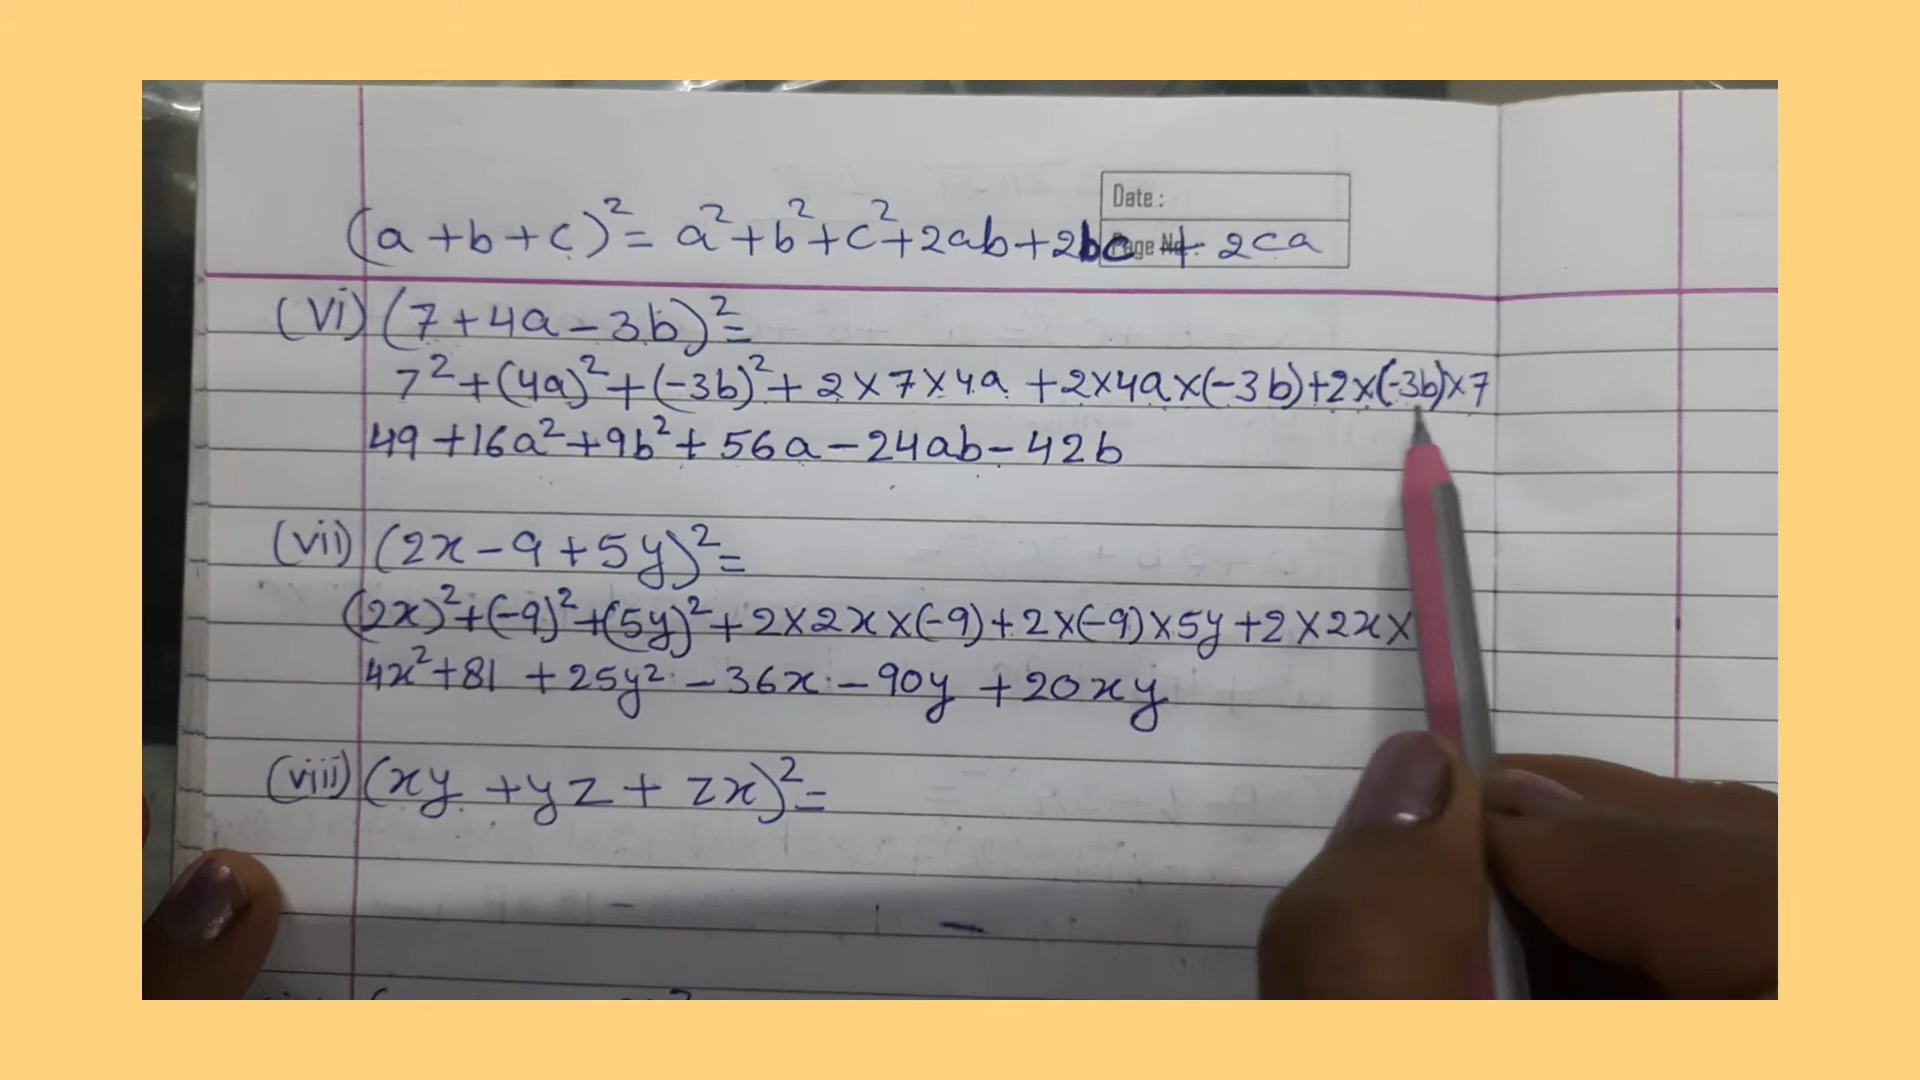 Date :
Page No :
(a + b + c)² = a² + b² + c² + 2ab + 2bc + 2ca
(vi) (7 + 4a - 3b)² =
7² + (4a)² + (-3b)² + 2 × 7 × 4a + 2 × 4a × (-3b) + 2 × (-3b) × 7
49 + 16a² + 9b² + 56a - 24ab - 42b
(vii) (2x - 9 + 5y)² =
(2x)² + (-9)² + (5y)² + 2 × 2x × (-9) + 2 × (-9) × 5y + 2 × 2x ×
4x² + 81 + 25y² - 36x - 90y + 20xy
(viii) (xy + yz + zx)² =